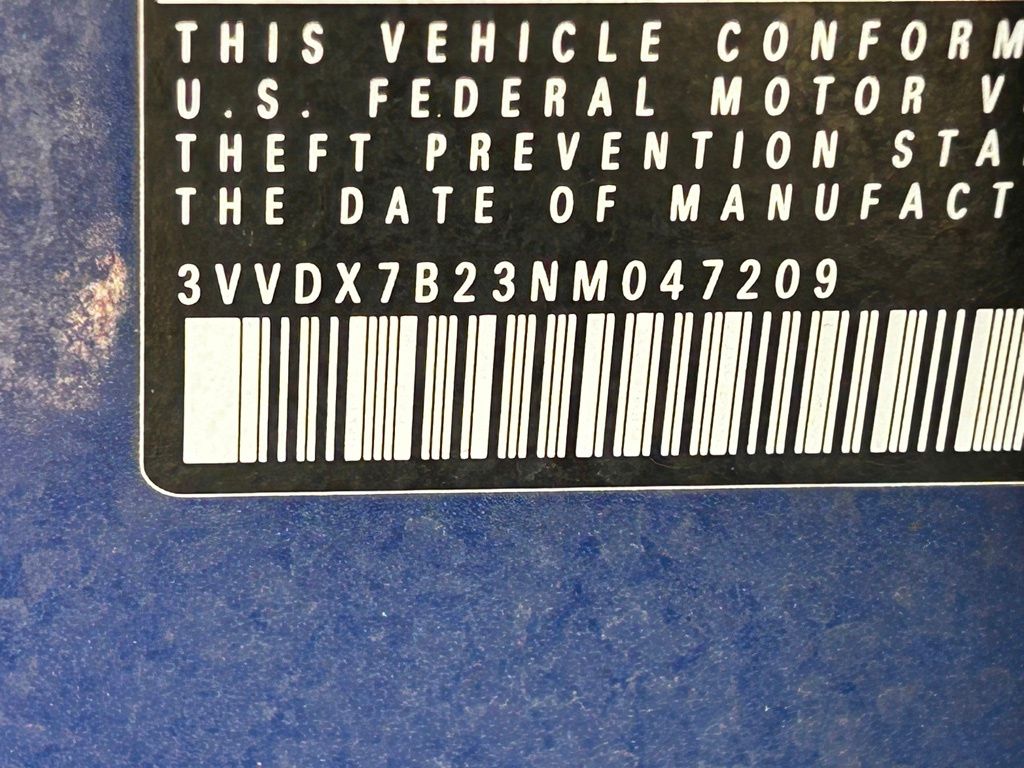 THIS VEHICLE CONFORM
U.S. FEDERAL MOTOR V
THEFT PREVENTION STA
THE DATE OF MANUFACT
3VVDX7B23NM047209